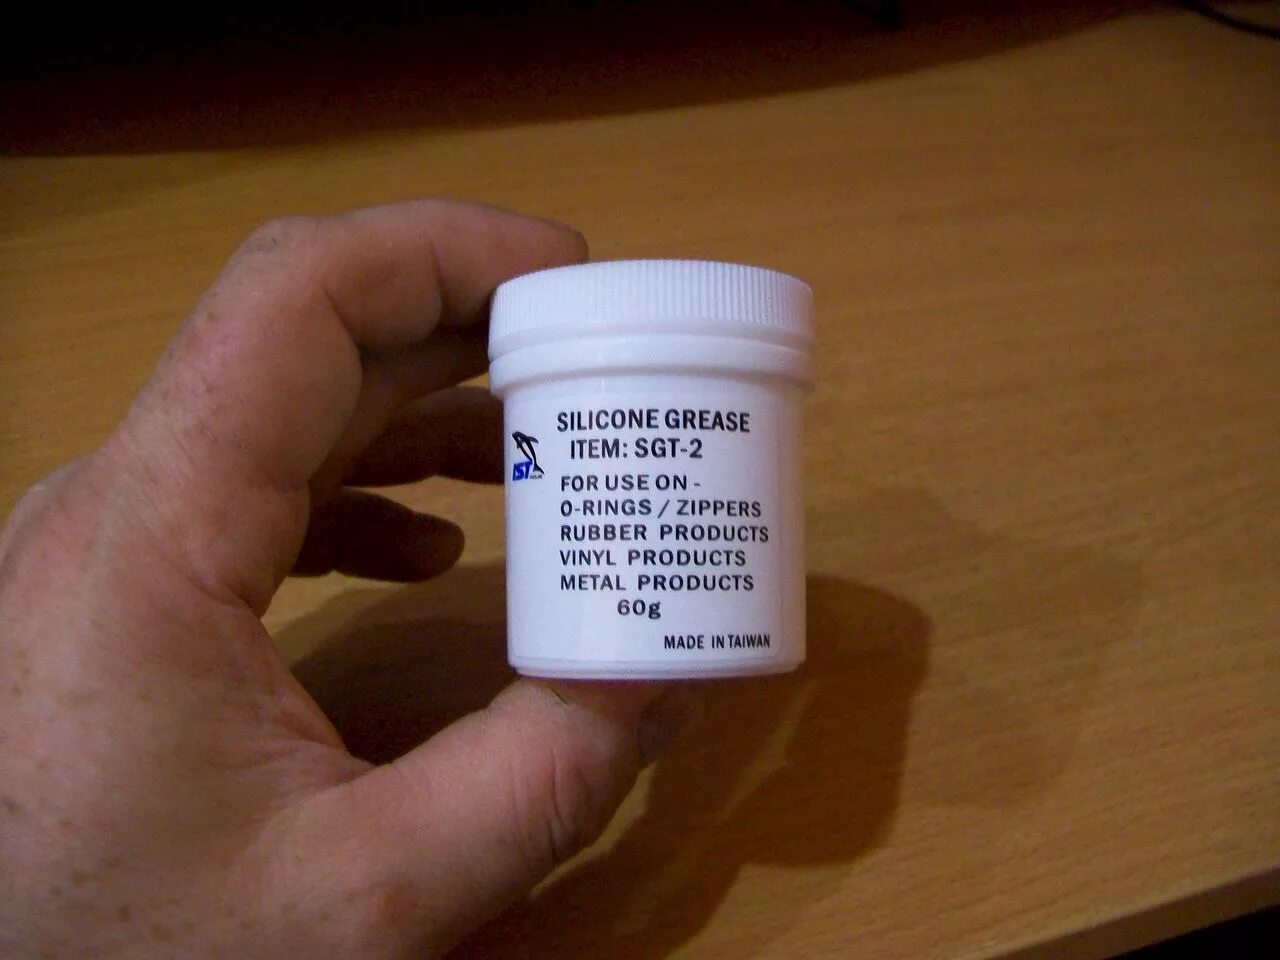 SILICONE GREASE
ITEM: SGT-2
IST
FOR USE ON -
O-RINGS / ZIPPERS
RUBBER PRODUCTS
VINYL PRODUCTS
METAL PRODUCTS
60g
MADE IN TAIWAN